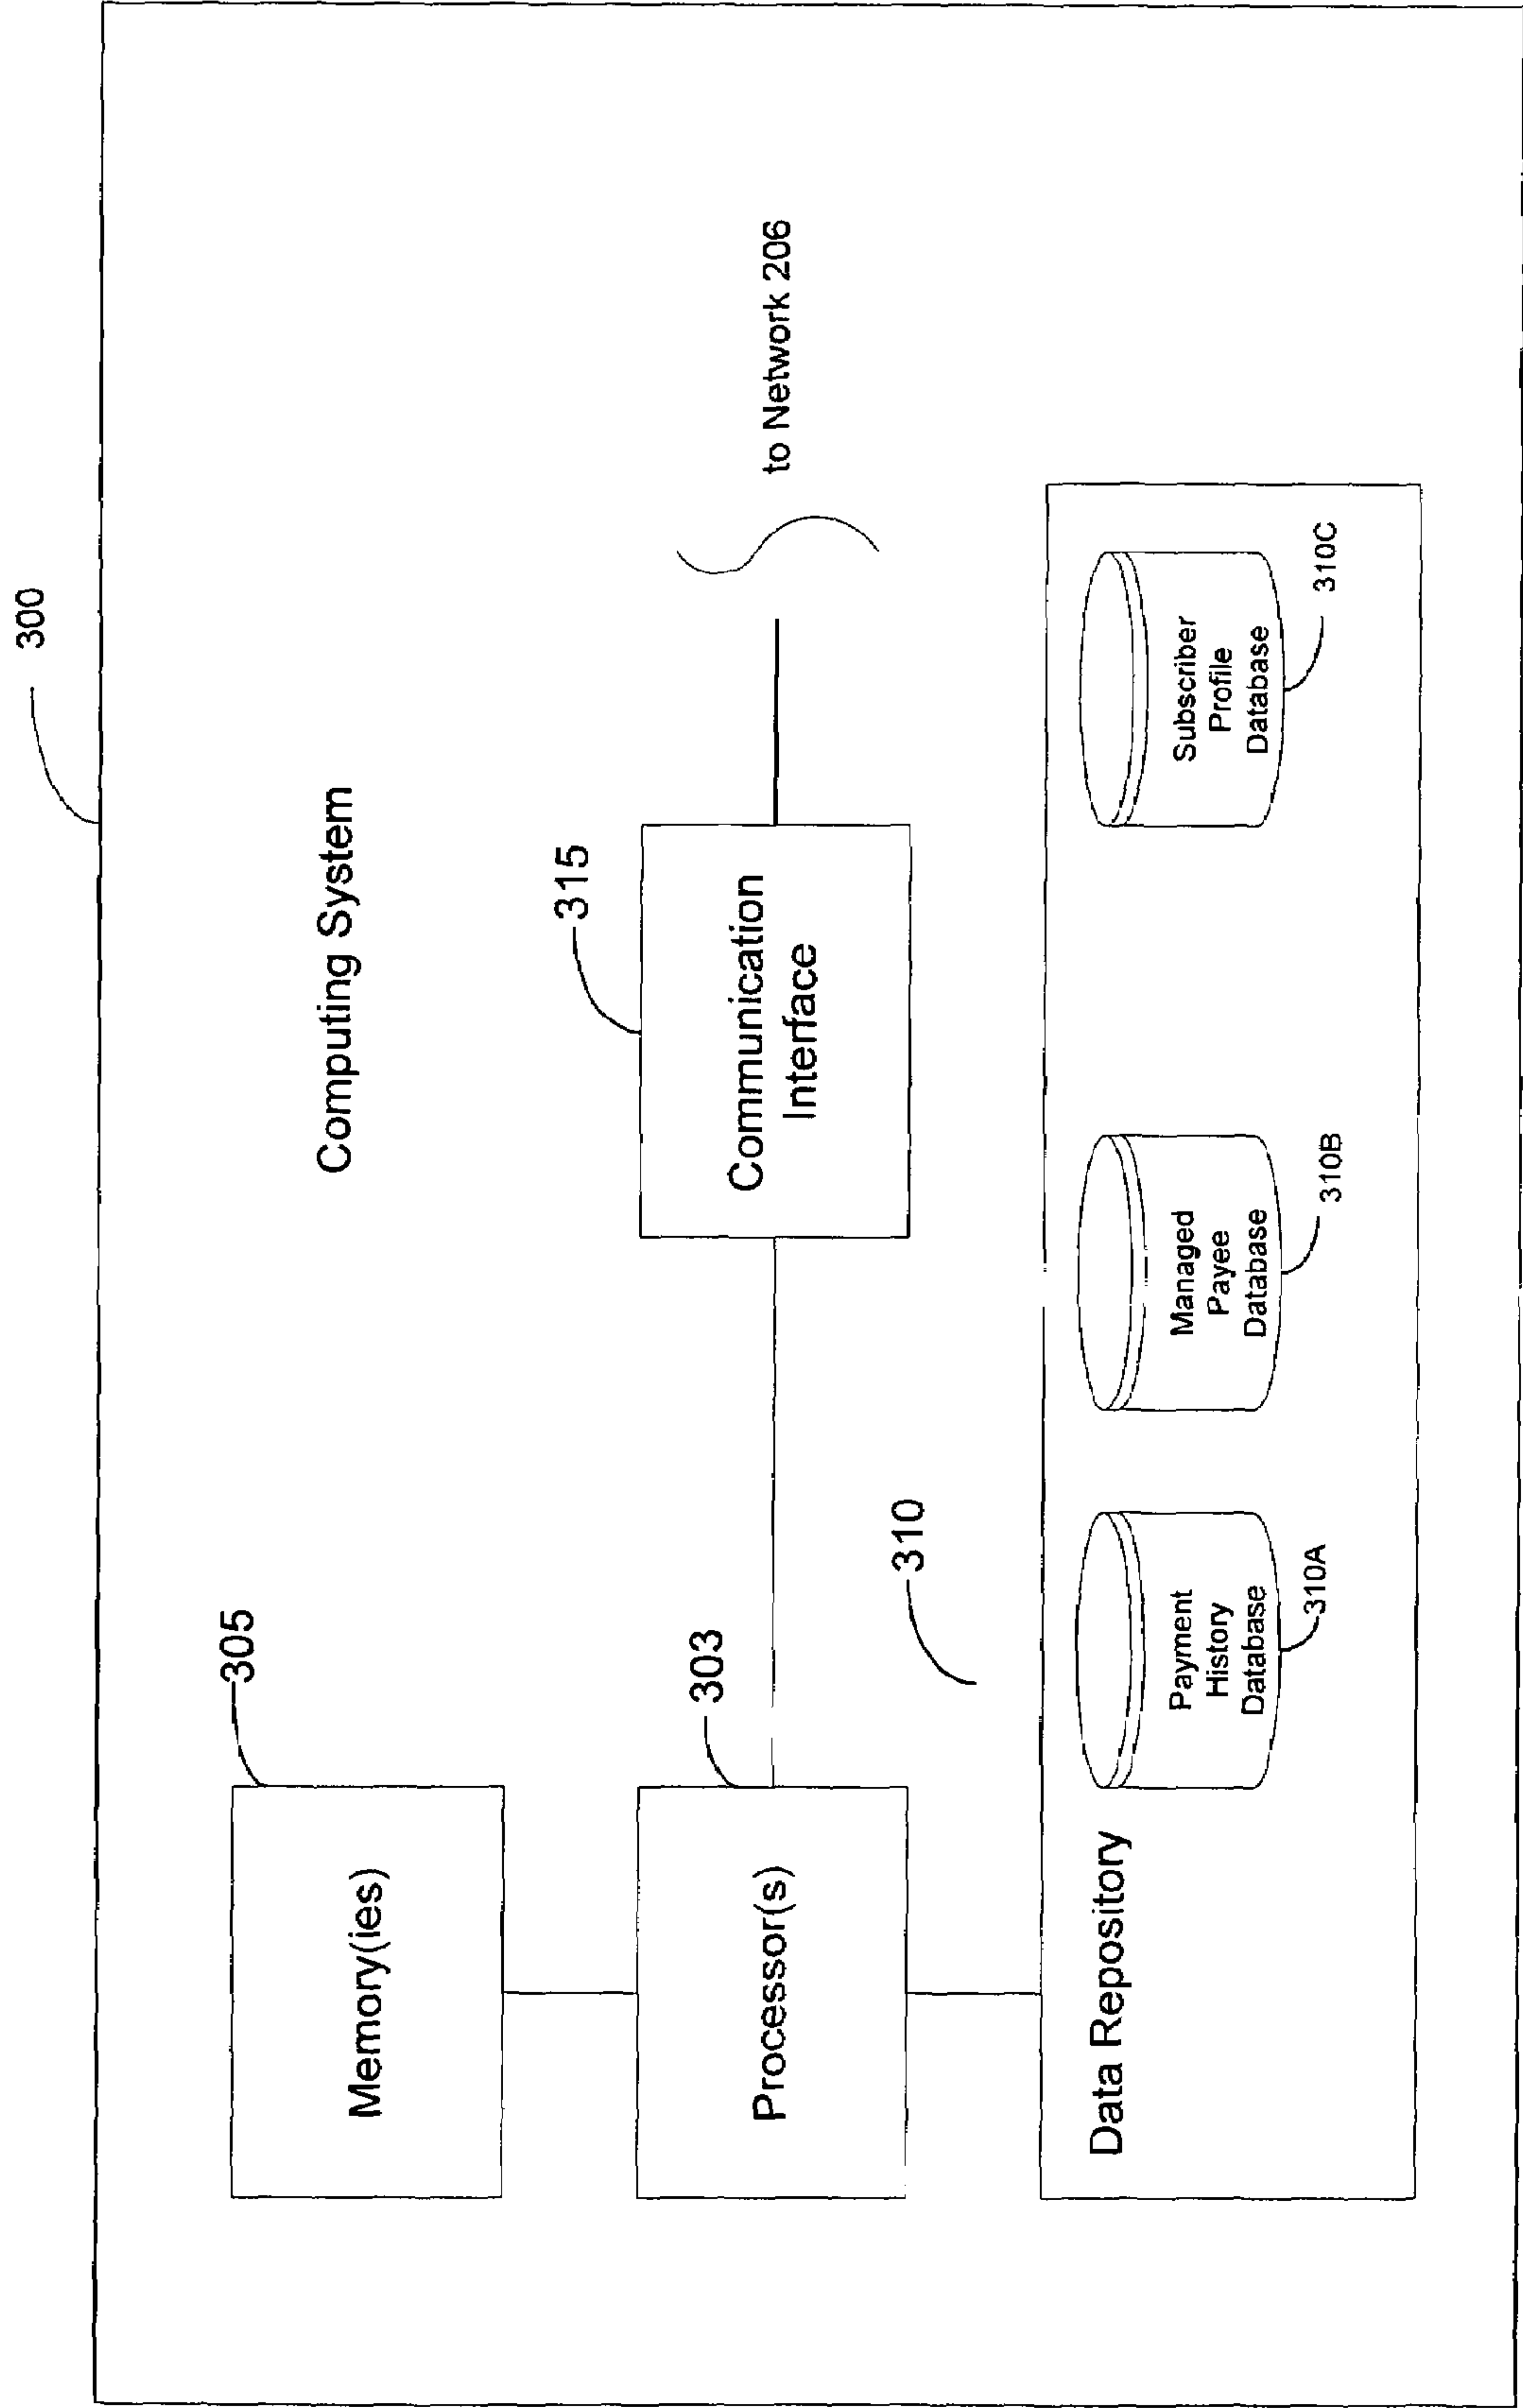 300
Computing System
305
Memory(ies)
303
Processor(s)
315
Communication
Interface
to Network 206
310
Data Repository
Payment
History
Database
310A
Managed
Payee
Database
310B
Subscriber
Profile
Database
310C